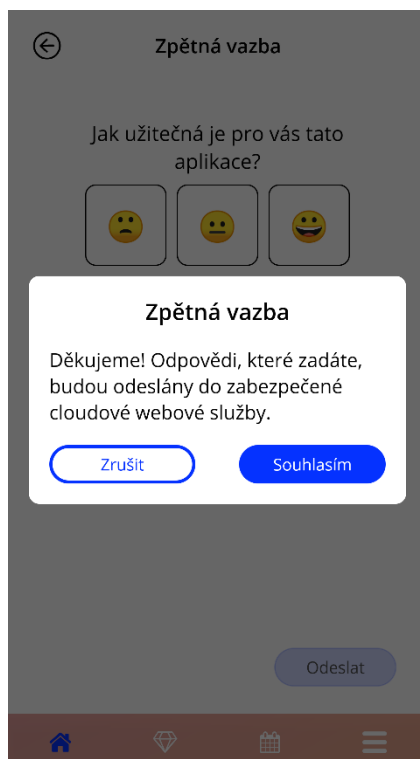 Zpětná vazba
Jak užitečná je pro vás tato
aplikace?
Zpětná vazba
Děkujeme! Odpovědi, které zadáte,
budou odeslány do zabezpečené
cloudové webové služby.
Zrušit
Souhlasím
Odeslat